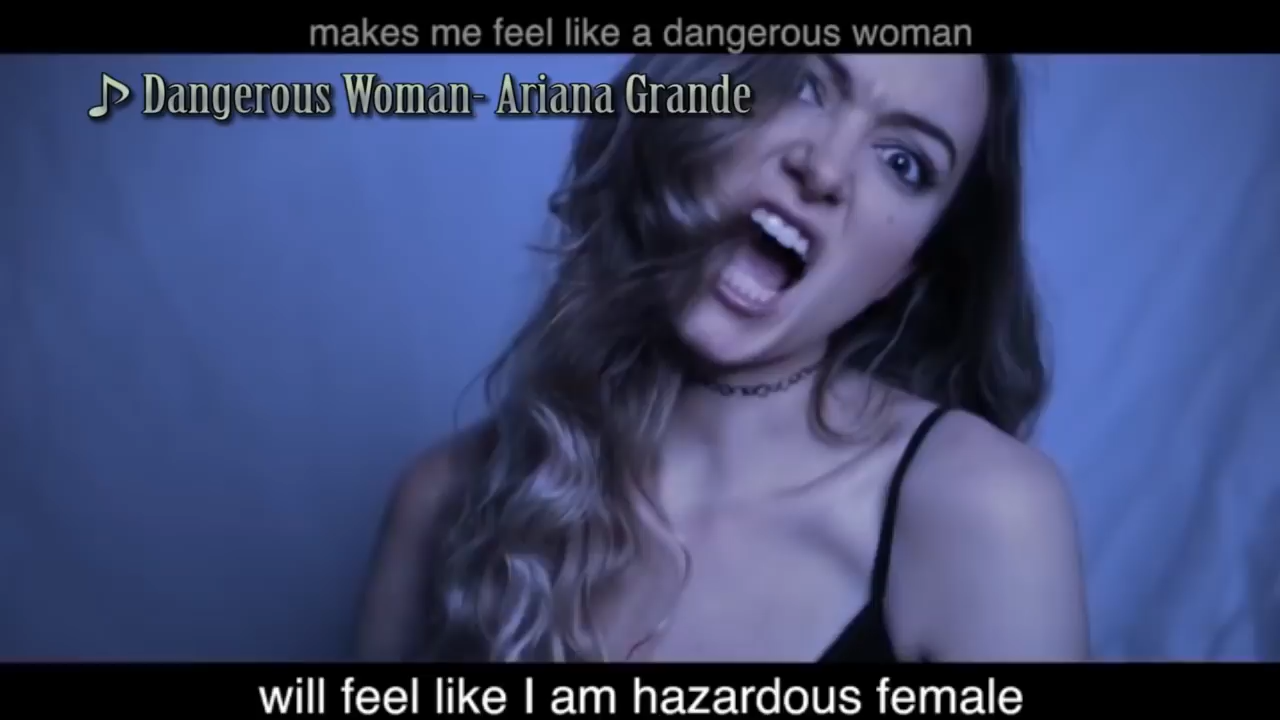 makes me feel like a dangerous woman
♪ Dangerous Woman- Ariana Grande
will feel like I am hazardous female